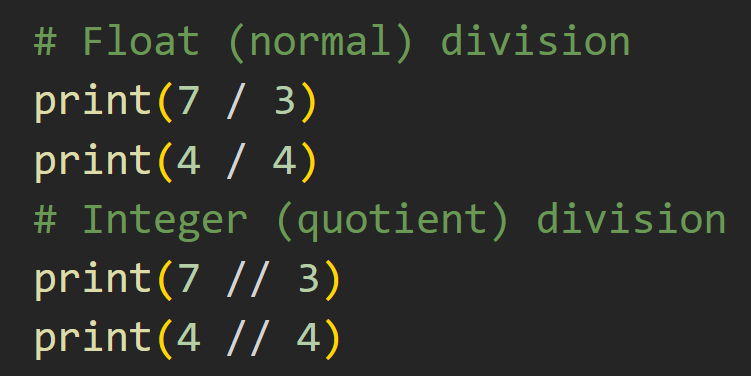 # Float (normal) division
print(7 / 3)
print(4 / 4)
# Integer (quotient) division
print(7 // 3)
print(4 // 4)